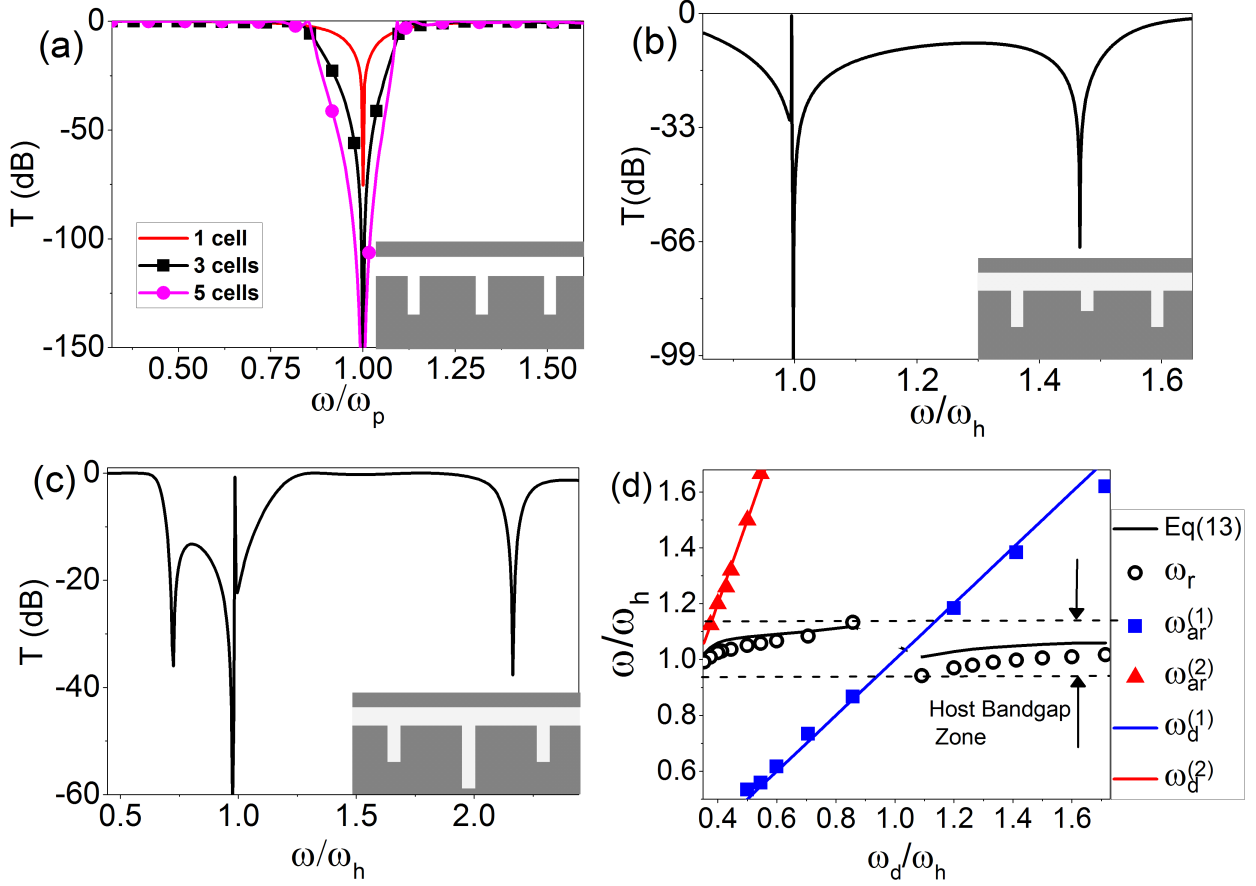 (a)
0
-50
-100
-150
T (dB)
1 cell
3 cells
5 cells
0.50 0.75 1.00 1.25 1.50
ω/ω_p
(b)
0
-33
-66
-99
T(dB)
1.0 1.2 1.4 1.6
ω/ω_h
(c)
0
-20
-40
-60
T (dB)
0.5 1.0 1.5 2.0
ω/ω_h
(d)
1.6
1.4
1.2
1.0
0.8
0.6
ω/ω_h
Host Bandgap
Zone
0.4 0.6 0.8 1.0 1.2 1.4 1.6
ω_d/ω_h
Eq(13)
ω_r
ω_ar^(1)
ω_ar^(2)
ω_d^(1)
ω_d^(2)